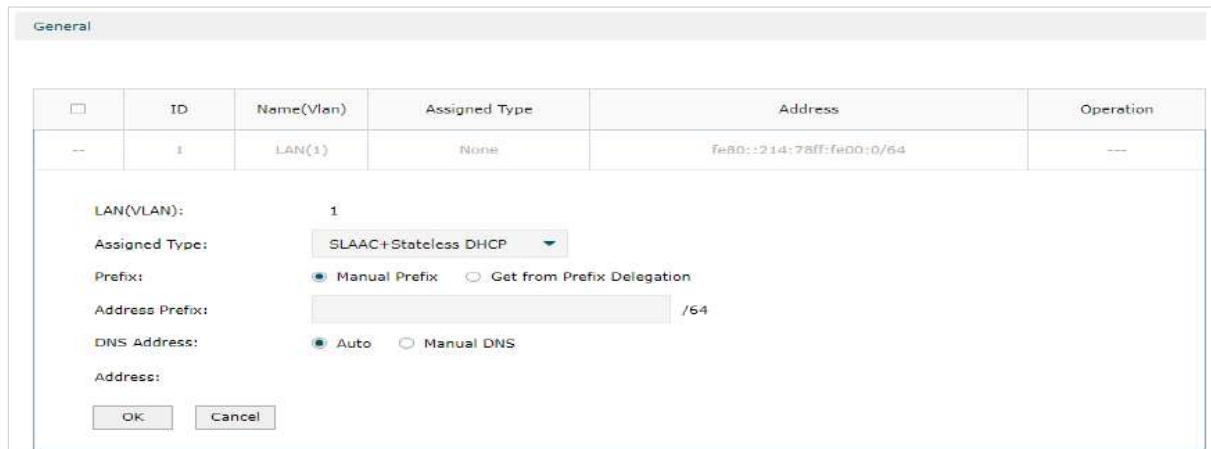 General
ID Name(Vlan) Assigned Type Address Operation
-- 1 LAN(1) None fe80::214:78ff:fe00:0/64 ---
LAN(VLAN): 1
Assigned Type: SLAAC+Stateless DHCP
Prefix: Manual Prefix Get from Prefix Delegation
Address Prefix: /64
DNS Address: Auto Manual DNS
Address:
OK Cancel